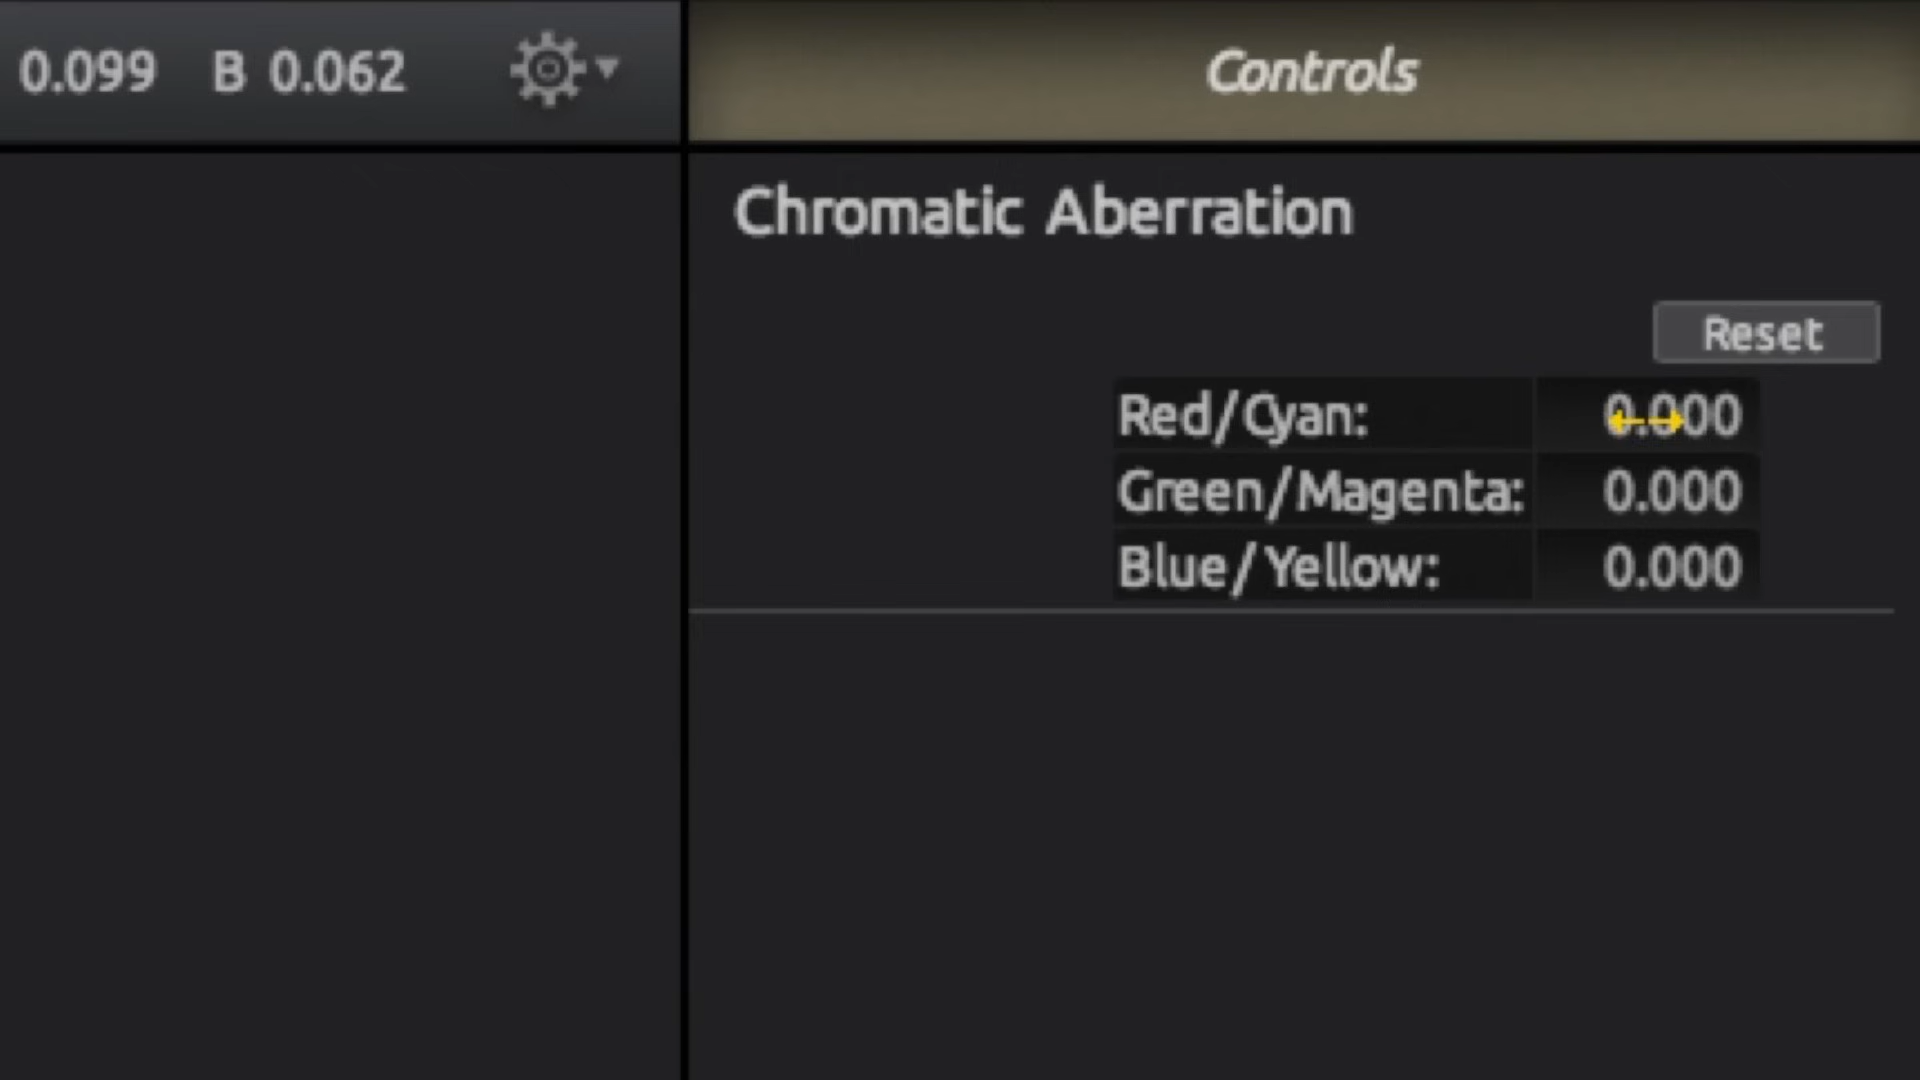 0.099 B 0.062
Controls
Chromatic Aberration
Reset
Red/Cyan: 0.000
Green/Magenta: 0.000
Blue/Yellow: 0.000